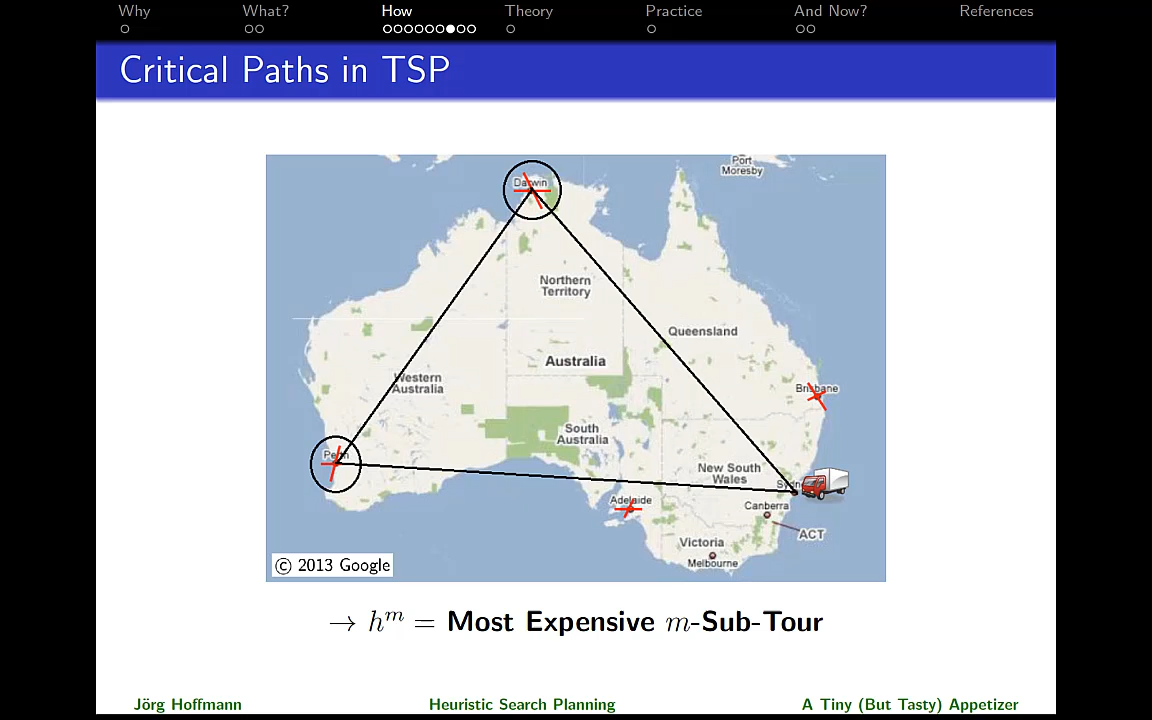 Why What? How Theory Practice And Now? References
Critical Paths in TSP
Port
Moresby
Darwin
Northern
Territory
Queensland
Australia
Western
Australia
Brisbane
South
Australia
Perth
New South
Wales
Sydn
Adelaide
Canberra
ACT
Victoria
Melbourne
© 2013 Google
→ hᵐ = Most Expensive m-Sub-Tour
Jörg Hoffmann Heuristic Search Planning A Tiny (But Tasty) Appetizer